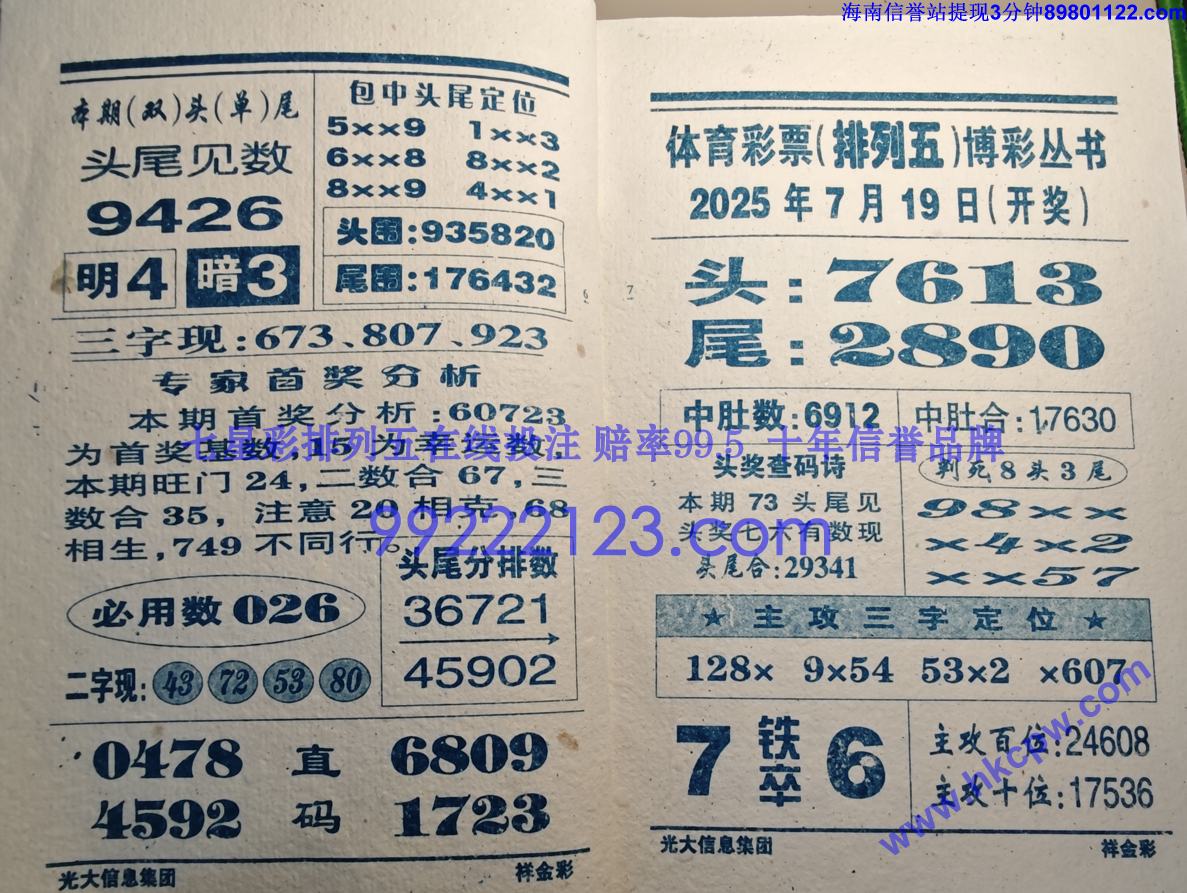 海南信誉站提现3分钟89801122.com
本期(双)头(单)尾
头尾见数
9426
明4 暗3
包中头尾定位
5××9 1××3
6××8 8××2
8××9 4××1
头围:935820
尾围:176432
三字现:673、807、923
专家首奖分析
本期首奖分析:60723
为首奖基数,15为幸运数.
本期旺门24,二数合67,三
数合35,注意20相克,68
相生,749不同行。
必用数026
二字现: 43 72 53 80
头尾分排数
36721
45902
0478 直 6809
4592 码 1723
光大信息集团 祥金彩
6
7
体育彩票(排列五)博彩丛书
2025年7月19日(开奖)
头:7613
尾:2890
中肚数:6912
中肚合:17630
头奖查码诗
本期73头尾见
头奖七六有数现
头尾合:29341
判死8头3尾
98××
×4×2
××57
★主攻三字定位★
128× 9×54 53×2 ×607
7 铁卒 6
主攻百位:24608
主攻十位:17536
光大信息集团 祥金彩
七星彩排列五在线投注 赔率99.5 十年信誉品牌
99222123.com
www.hkcpw.com